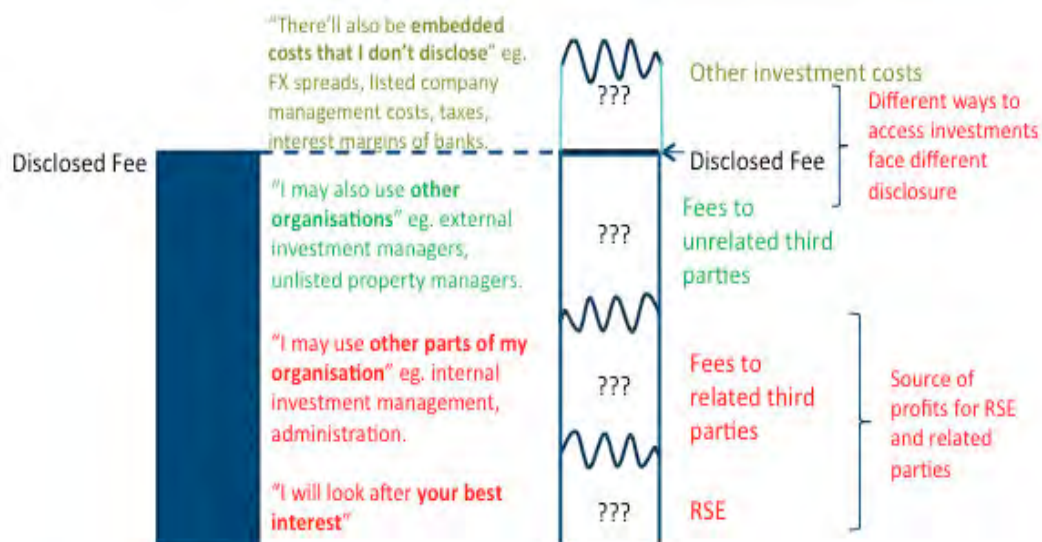 "There'll also be embedded
costs that I don't disclose" eg.
FX spreads, listed company
management costs, taxes,
interest margins of banks.
Disclosed Fee
"I may also use other
organisations" eg. external
investment managers,
unlisted property managers.
"I may use other parts of my
organisation" eg. internal
investment management,
administration.
"I will look after your best
interest"
???
???
???
???
Other investment costs
Disclosed Fee
Fees to
unrelated third
parties
Fees to
related third
parties
RSE
Different ways to
access investments
face different
disclosure
Source of
profits for RSE
and related
parties